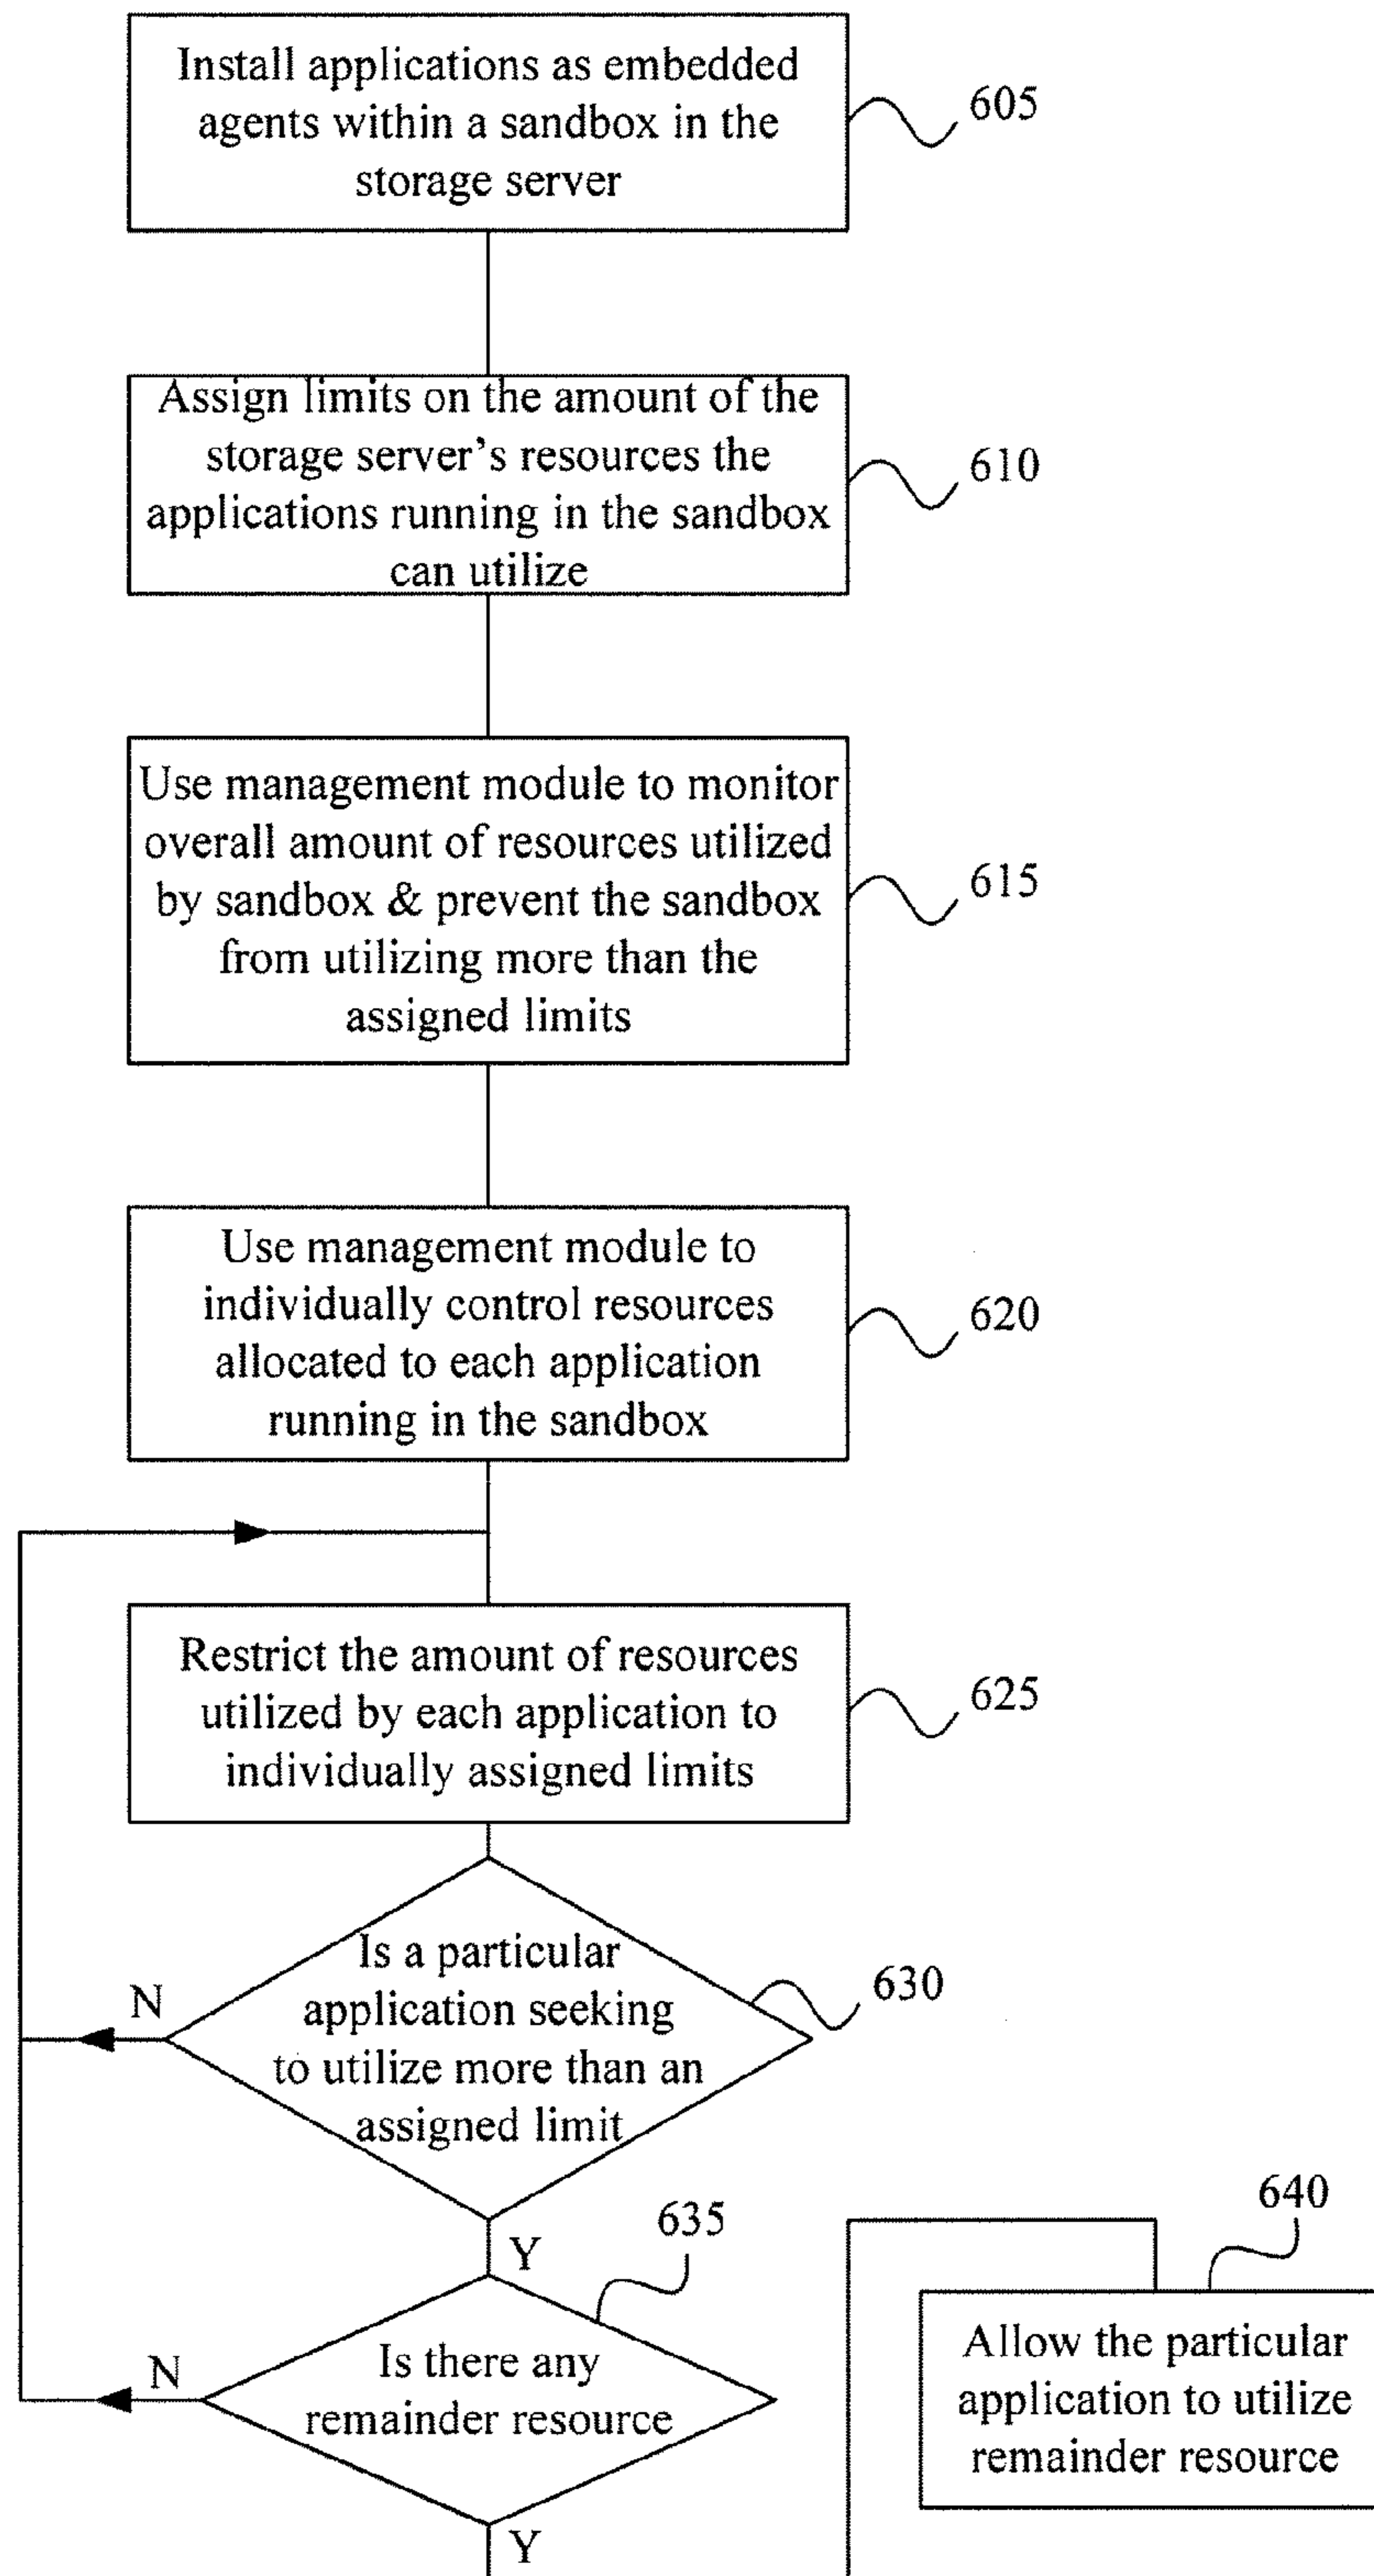 Install applications as embedded
agents within a sandbox in the
storage server
605
Assign limits on the amount of the
storage server's resources the
applications running in the sandbox
can utilize
610
Use management module to monitor
overall amount of resources utilized
by sandbox & prevent the sandbox
from utilizing more than the
assigned limits
615
Use management module to
individually control resources
allocated to each application
running in the sandbox
620
Restrict the amount of resources
utilized by each application to
individually assigned limits
625
Is a particular
application seeking
to utilize more than an
assigned limit
630
N
Y
635
Is there any
remainder resource
N
Y
640
Allow the particular
application to utilize
remainder resource